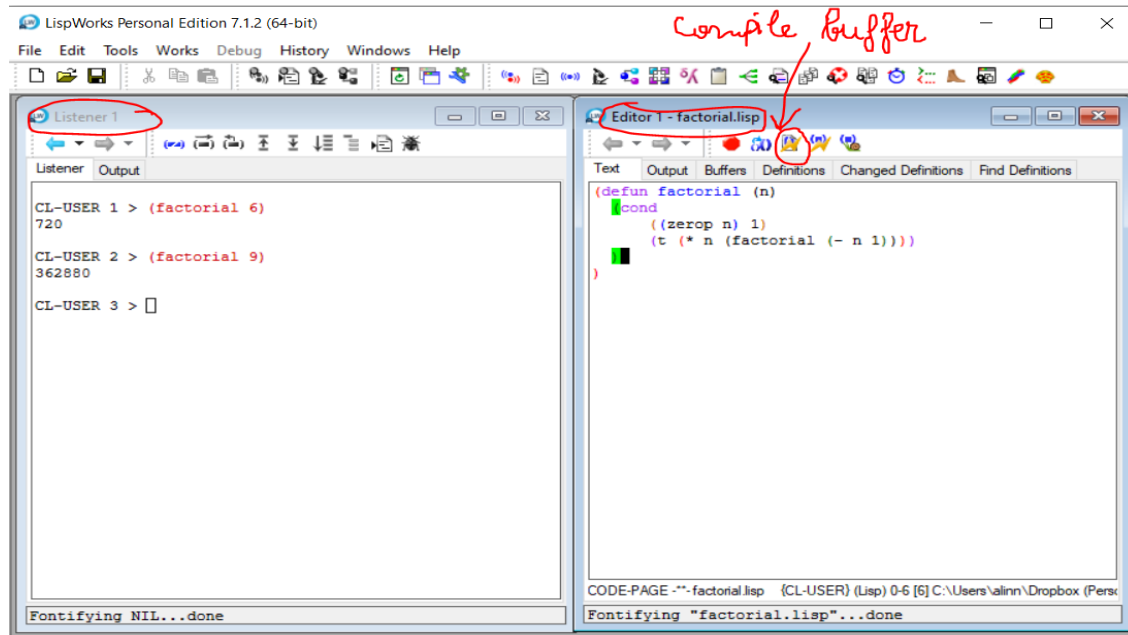 LispWorks Personal Edition 7.1.2 (64-bit)
Compile buffer
File Edit Tools Works Debug History Windows Help
Listener 1
Listener Output
CL-USER 1 > (factorial 6)
720
CL-USER 2 > (factorial 9)
362880
CL-USER 3 >
Fontifying NIL...done
Editor 1 - factorial.lisp
Text Output Buffers Definitions Changed Definitions Find Definitions
(defun factorial (n)
(cond
((zerop n) 1)
(t (* n (factorial (- n 1))))
)
)
CODE-PAGE -**- factorial.lisp {CL-USER} (Lisp) 0-6 [6] C:\Users\alinn\Dropbox (Perso
Fontifying "factorial.lisp"...done